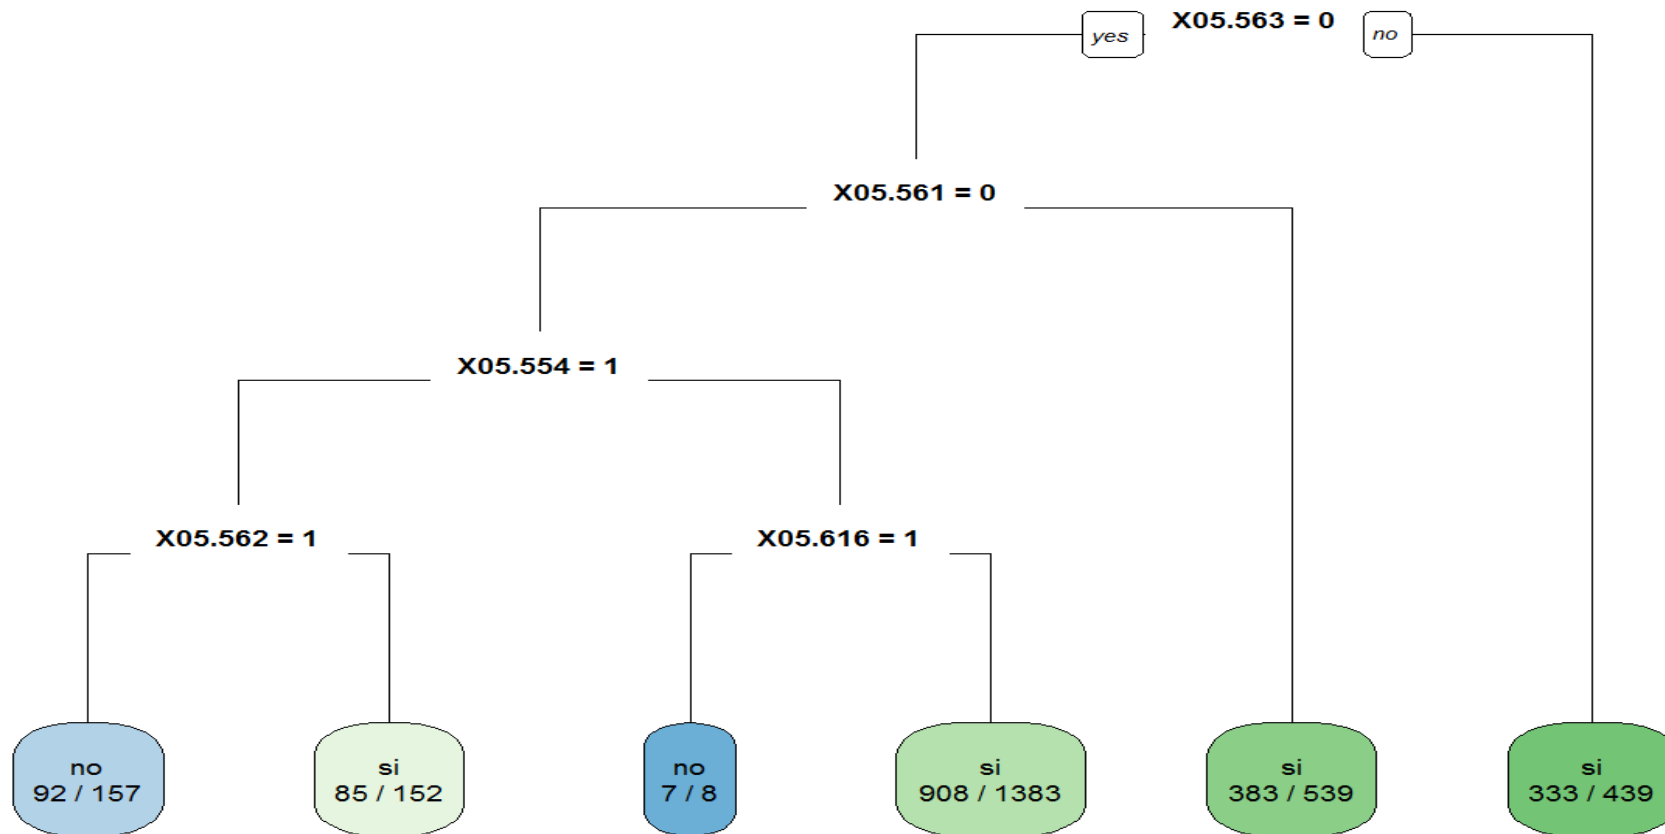 yes X05.563 = 0 no
X05.561 = 0
X05.554 = 1
X05.562 = 1 X05.616 = 1
no si no si si si
92 / 157 85 / 152 7 / 8 908 / 1383 383 / 539 333 / 439